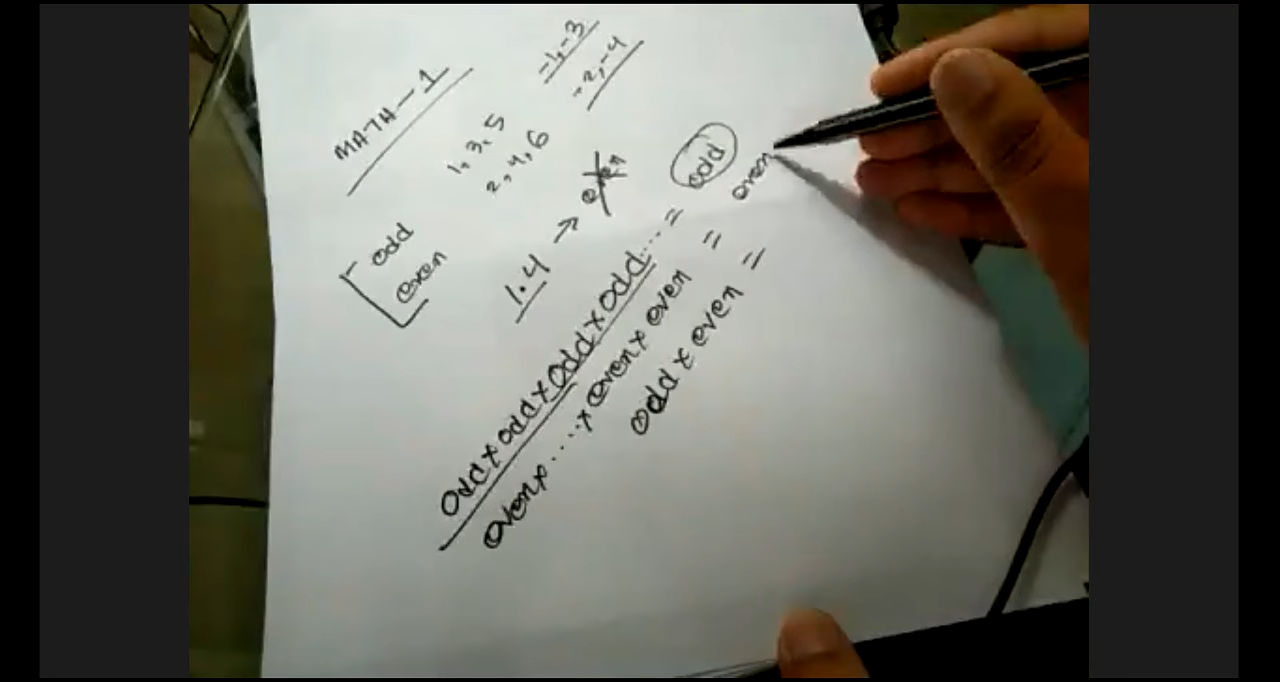 MATH-1
odd
even
1, 3, 5
2, 4, 6
-1, -3
-2, -4
1.4 → even
odd x odd x odd x odd... = odd
even x ..... x even x even = even
odd x even =